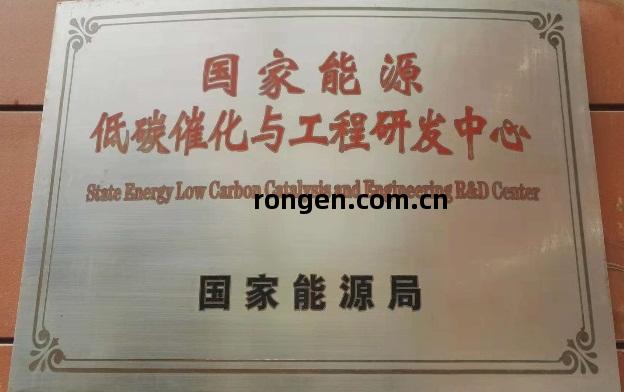 国家能源
低碳催化与工程研发中心
State Energy Low Carbon Catalysis and Engineering R&D Center
rongen.com.cn
国家能源局